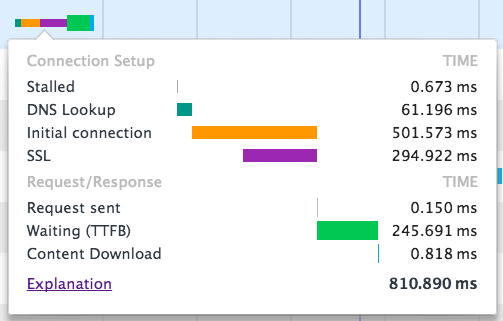 Connection Setup TIME
Stalled 0.673 ms
DNS Lookup 61.196 ms
Initial connection 501.573 ms
SSL 294.922 ms
Request/Response TIME
Request sent 0.150 ms
Waiting (TTFB) 245.691 ms
Content Download 0.818 ms
Explanation 810.890 ms